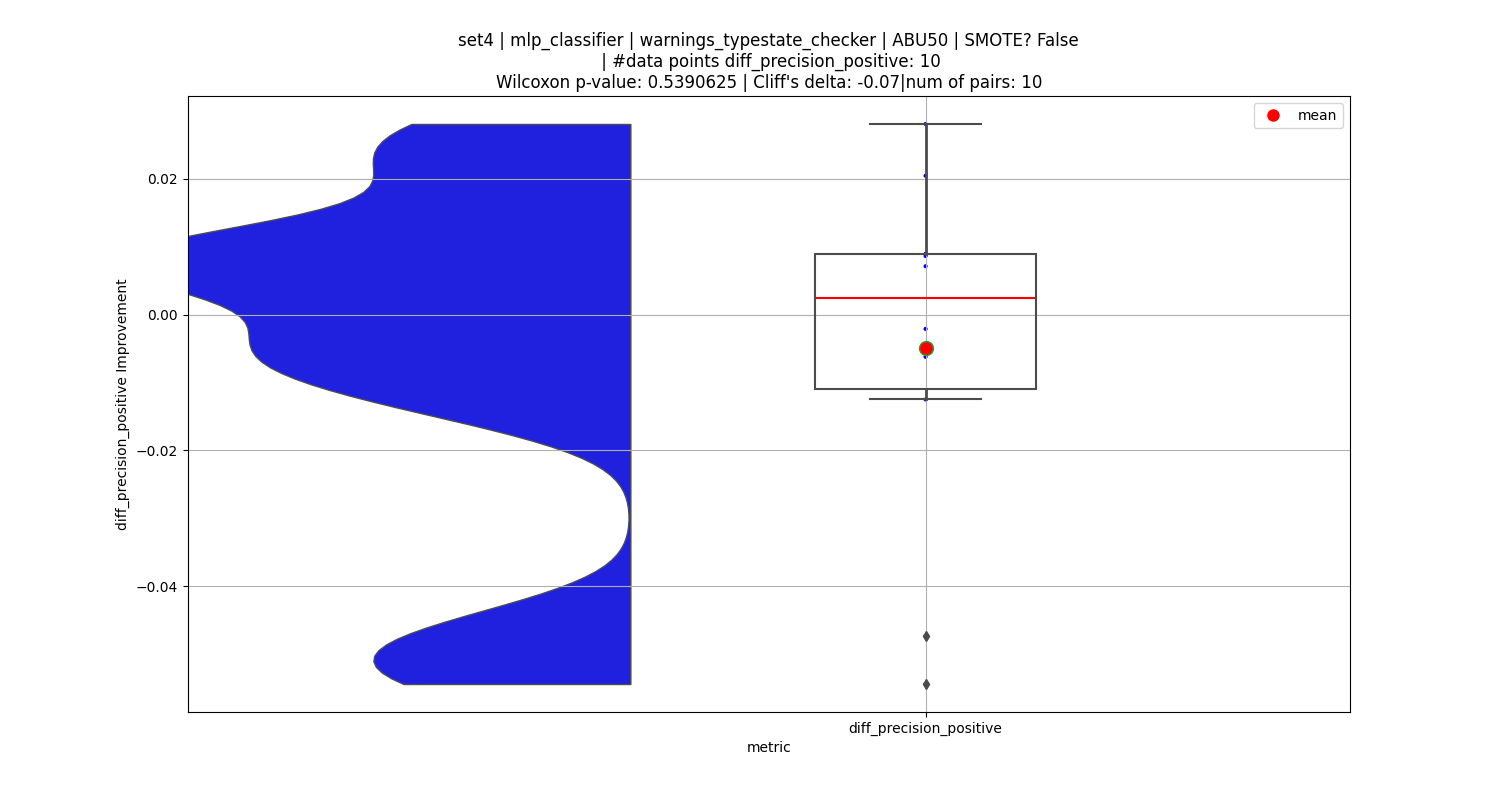 set4 | mlp_classifier | warnings_typestate_checker | ABU50 | SMOTE? False
| #data points diff_precision_positive: 10
Wilcoxon p-value: 0.5390625 | Cliff's delta: -0.07|num of pairs: 10
mean
0.02
0.00
−0.02
−0.04
diff_precision_positive Improvement
diff_precision_positive
metric